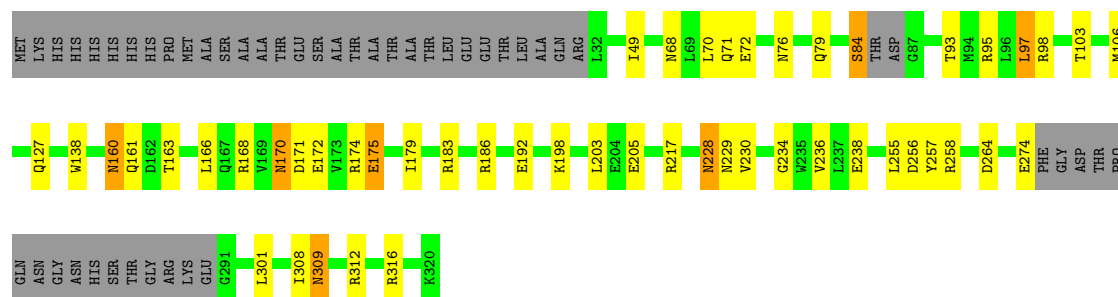 MET LYS HIS HIS HIS HIS HIS HIS HIS PRO MET ALA SER ALA ALA THR GLU SER ALA THR ALA THR ALA THR LEU GLU GLU THR LEU ALA GLN ARG L32 I49 N68 L69 L70 Q71 E72 N76 Q79 S84 THR ASP G87 T93 M94 R95 L96 L97 R98 T103 M106
Q127 W138 N160 Q161 D162 T163 L166 Q167 R168 V169 N170 D171 E172 V173 R174 E175 I179 R183 R186 E192 K198 L203 E204 E205 R217 N228 N229 V230 G234 W235 V236 L237 E238 L255 D256 Y257 R258 D264 E274 PHE GLY ASP THR PRO
GLN ASN GLY ASN HIS SER THR GLY ARG LYS GLU G291 L301 I308 N309 R312 R316 K320